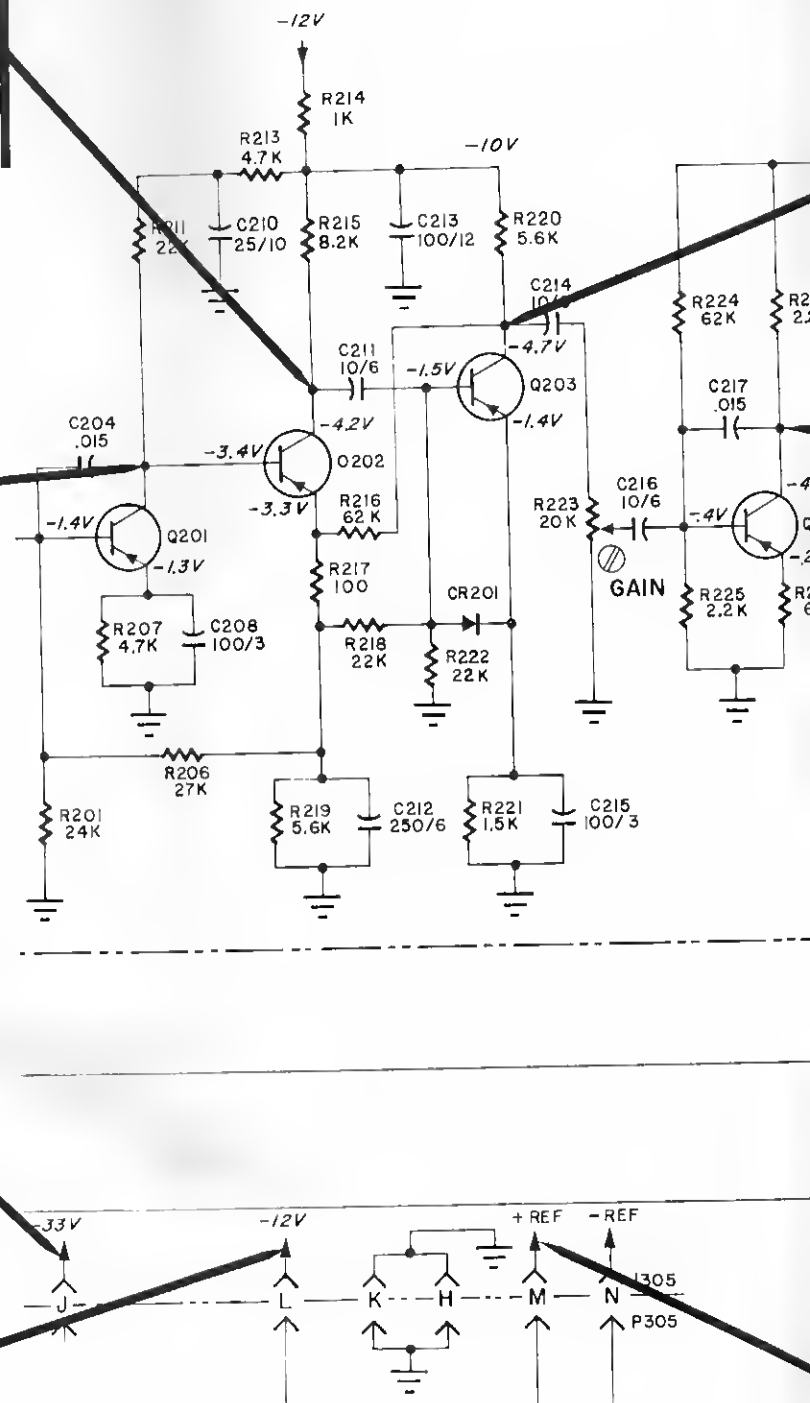 -12V
R214
1K
R213
4.7K
-10V
C210
25/10
R215
8.2K
C213
100/12
R220
5.6K
C214
R224
62K
C211
10/6
-1.5V
-4.7V
Q203
C217
.015
C204
.015
-4.2V
-1.4V
-3.4V
Q202
C216
10/6
-3.3V
R216
62K
R223
20K
-.4V
-1.4V
Q201
-1.3V
R217
100
CR201
GAIN
R225
2.2K
R207
4.7K
C208
100/3
R218
22K
R222
22K
R206
27K
R201
24K
R219
5.6K
C212
250/6
R221
1.5K
C215
100/3
-33V
-12V
+REF
-REF
J
L
K
H
M
N
P305